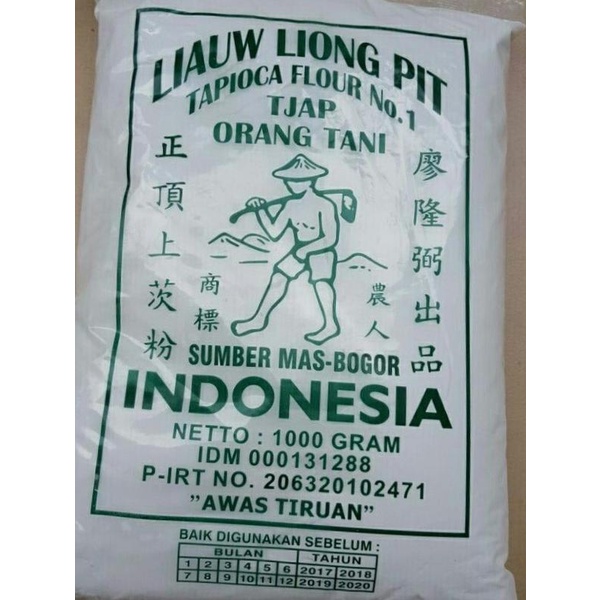 LIAUW LIONG PIT
TAPIOCA FLOUR No.1
TJAP
ORANG TANI
正頂上茨粉
廖隆弼出品
商標
農人
SUMBER MAS-BOGOR
INDONESIA
NETTO : 1000 GRAM
IDM 000131288
P-IRT NO. 206320102471
”AWAS TIRUAN”
BAIK DIGUNAKAN SEBELUM :
BULAN TAHUN
1 2 3 4 5 6 2017 2018
7 8 9 10 11 12 2019 2020